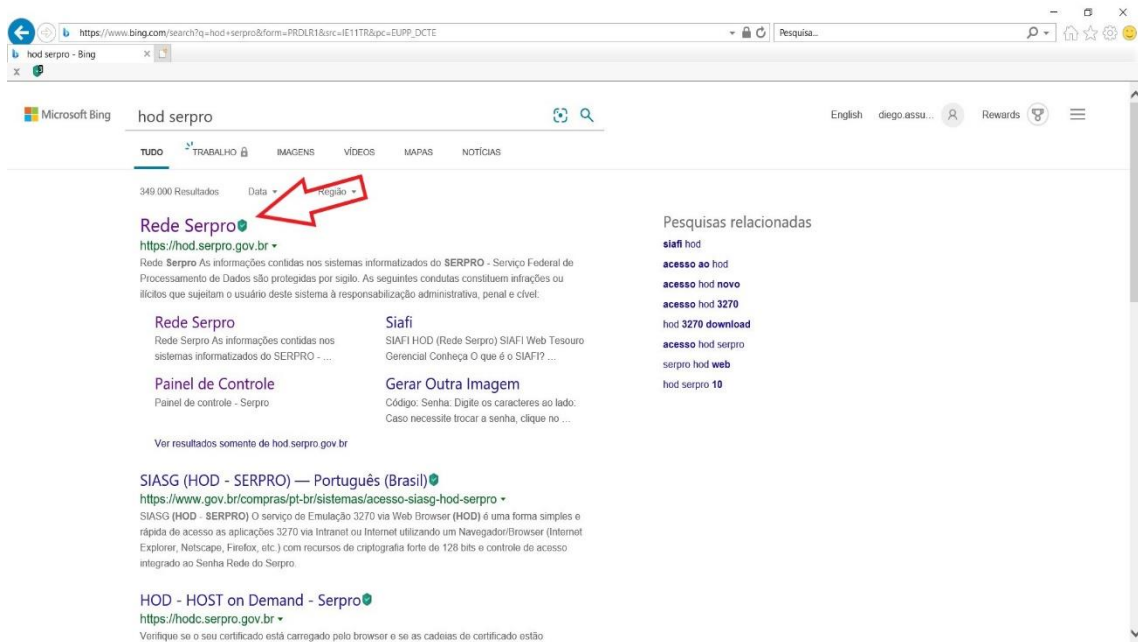 https://www.bing.com/search?q=hod+serpro&form=PRDLR1&src=IE11TR&pc=EUPP_DCTE
Pesquisa...
hod serpro - Bing
x
Microsoft Bing
hod serpro
English
diego.assu...
Rewards
TUDO
TRABALHO
IMAGENS
VÍDEOS
MAPAS
NOTÍCIAS
349.000 Resultados
Data
Região
Rede Serpro
https://hod.serpro.gov.br
Rede Serpro As informações contidas nos sistemas informatizados do SERPRO - Serviço Federal de
Processamento de Dados são protegidas por sigilo. As seguintes condutas constituem infrações ou
ilícitos que sujeitam o usuário deste sistema à responsabilização administrativa, penal e cível.
Rede Serpro
Rede Serpro As informações contidas nos
sistemas informatizados do SERPRO - ...
Siafi
SIAFI HOD (Rede Serpro) SIAFI Web Tesouro
Gerencial Conheça O que é o SIAFI? ...
Painel de Controle
Painel de controle - Serpro
Gerar Outra Imagem
Código: Senha: Digite os caracteres ao lado:
Caso necessite trocar a senha, clique no ...
Ver resultados somente de hod.serpro.gov.br
SIASG (HOD - SERPRO) — Português (Brasil)
https://www.gov.br/compras/pt-br/sistemas/acesso-siasg-hod-serpro
SIASG (HOD - SERPRO) O serviço de Emulação 3270 via Web Browser (HOD) é uma forma simples e
rápida de acesso as aplicações 3270 via Intranet ou Internet utilizando um Navegador/Browser (Internet
Explorer, Netscape, Firefox, etc.) com recursos de criptografia forte de 128 bits e controle de acesso
integrado ao Senha Rede do Serpro.
HOD - HOST on Demand - Serpro
https://hodc.serpro.gov.br
Verifique se o seu certificado está carregado pelo browser e se as cadeias de certificado estão
Pesquisas relacionadas
siafi hod
acesso ao hod
acesso hod novo
acesso hod 3270
hod 3270 download
acesso hod serpro
serpro hod web
hod serpro 10